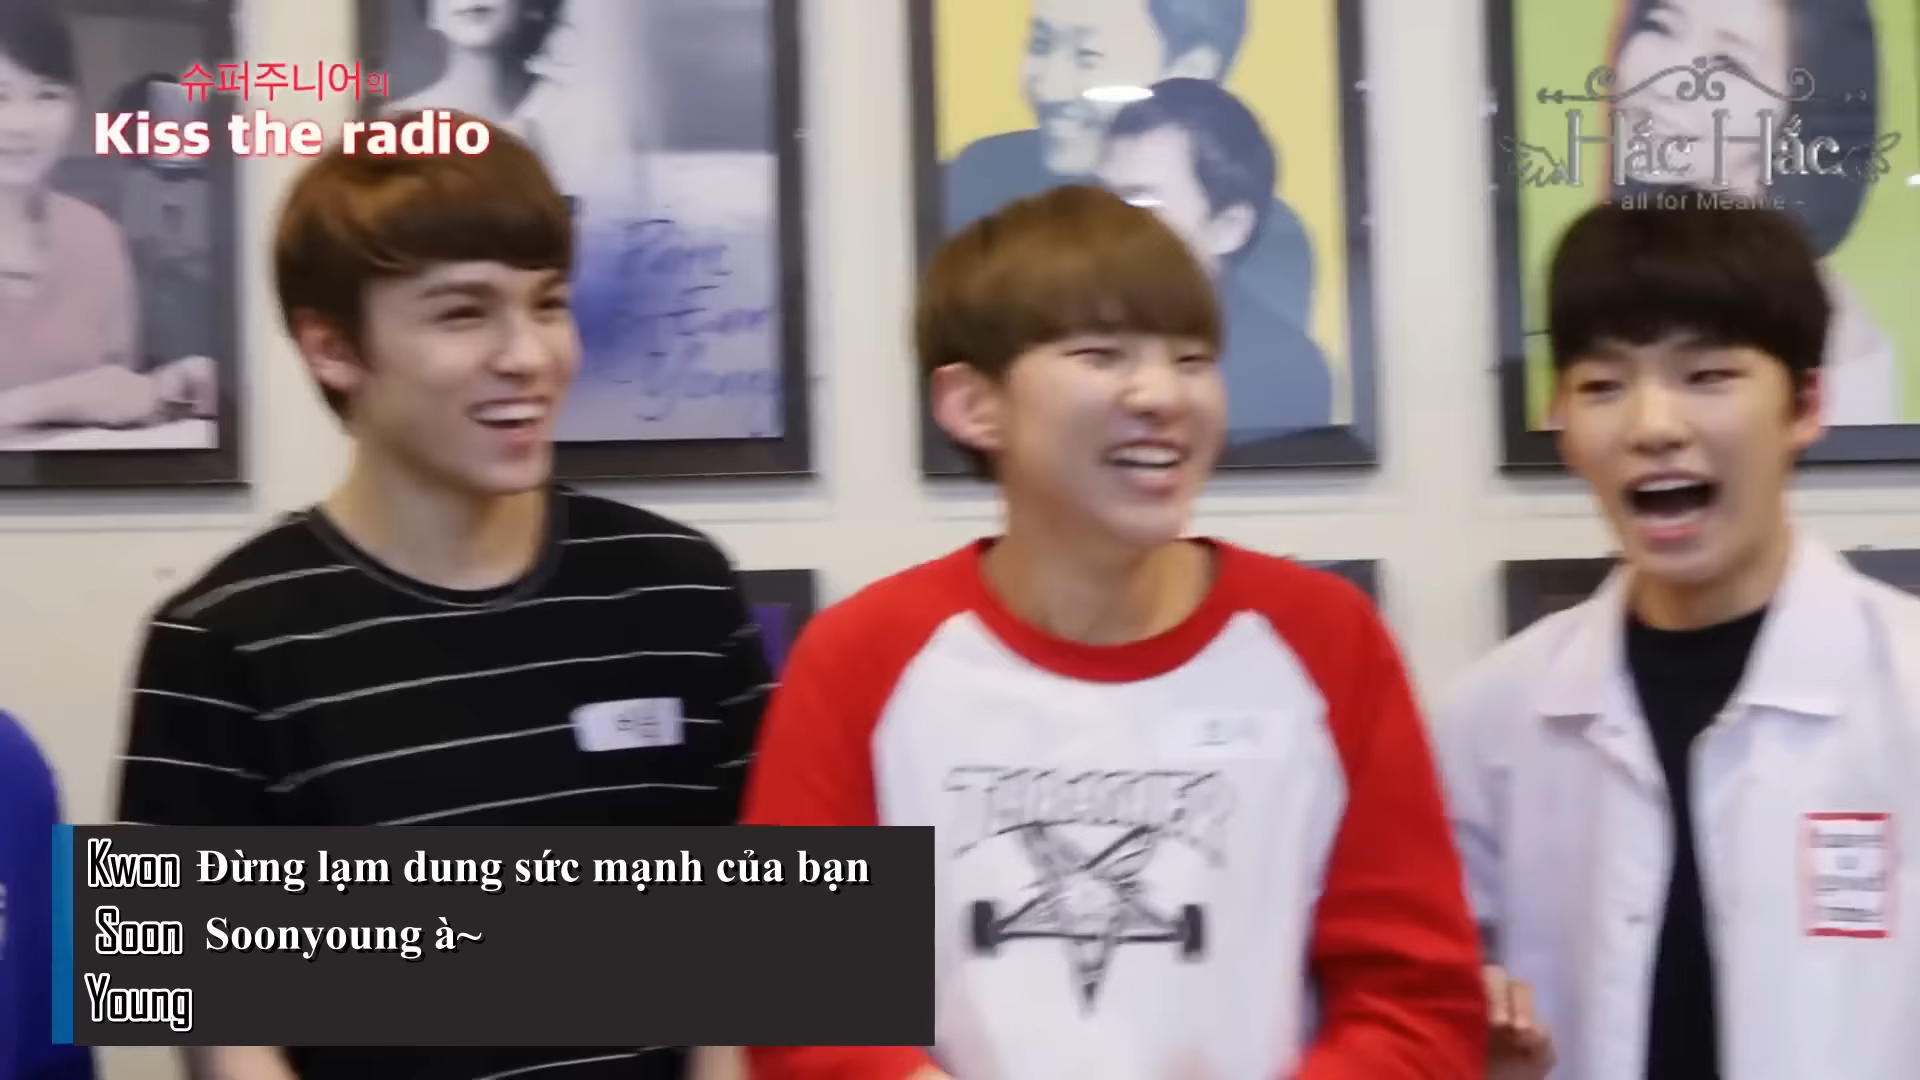 슈퍼주니어의
Kiss the radio
Hắc Hắc
- all for Meanie -
Kwon Đừng lạm dung sức mạnh của bạn
Soon Soonyoung à~
Young
THRASHER